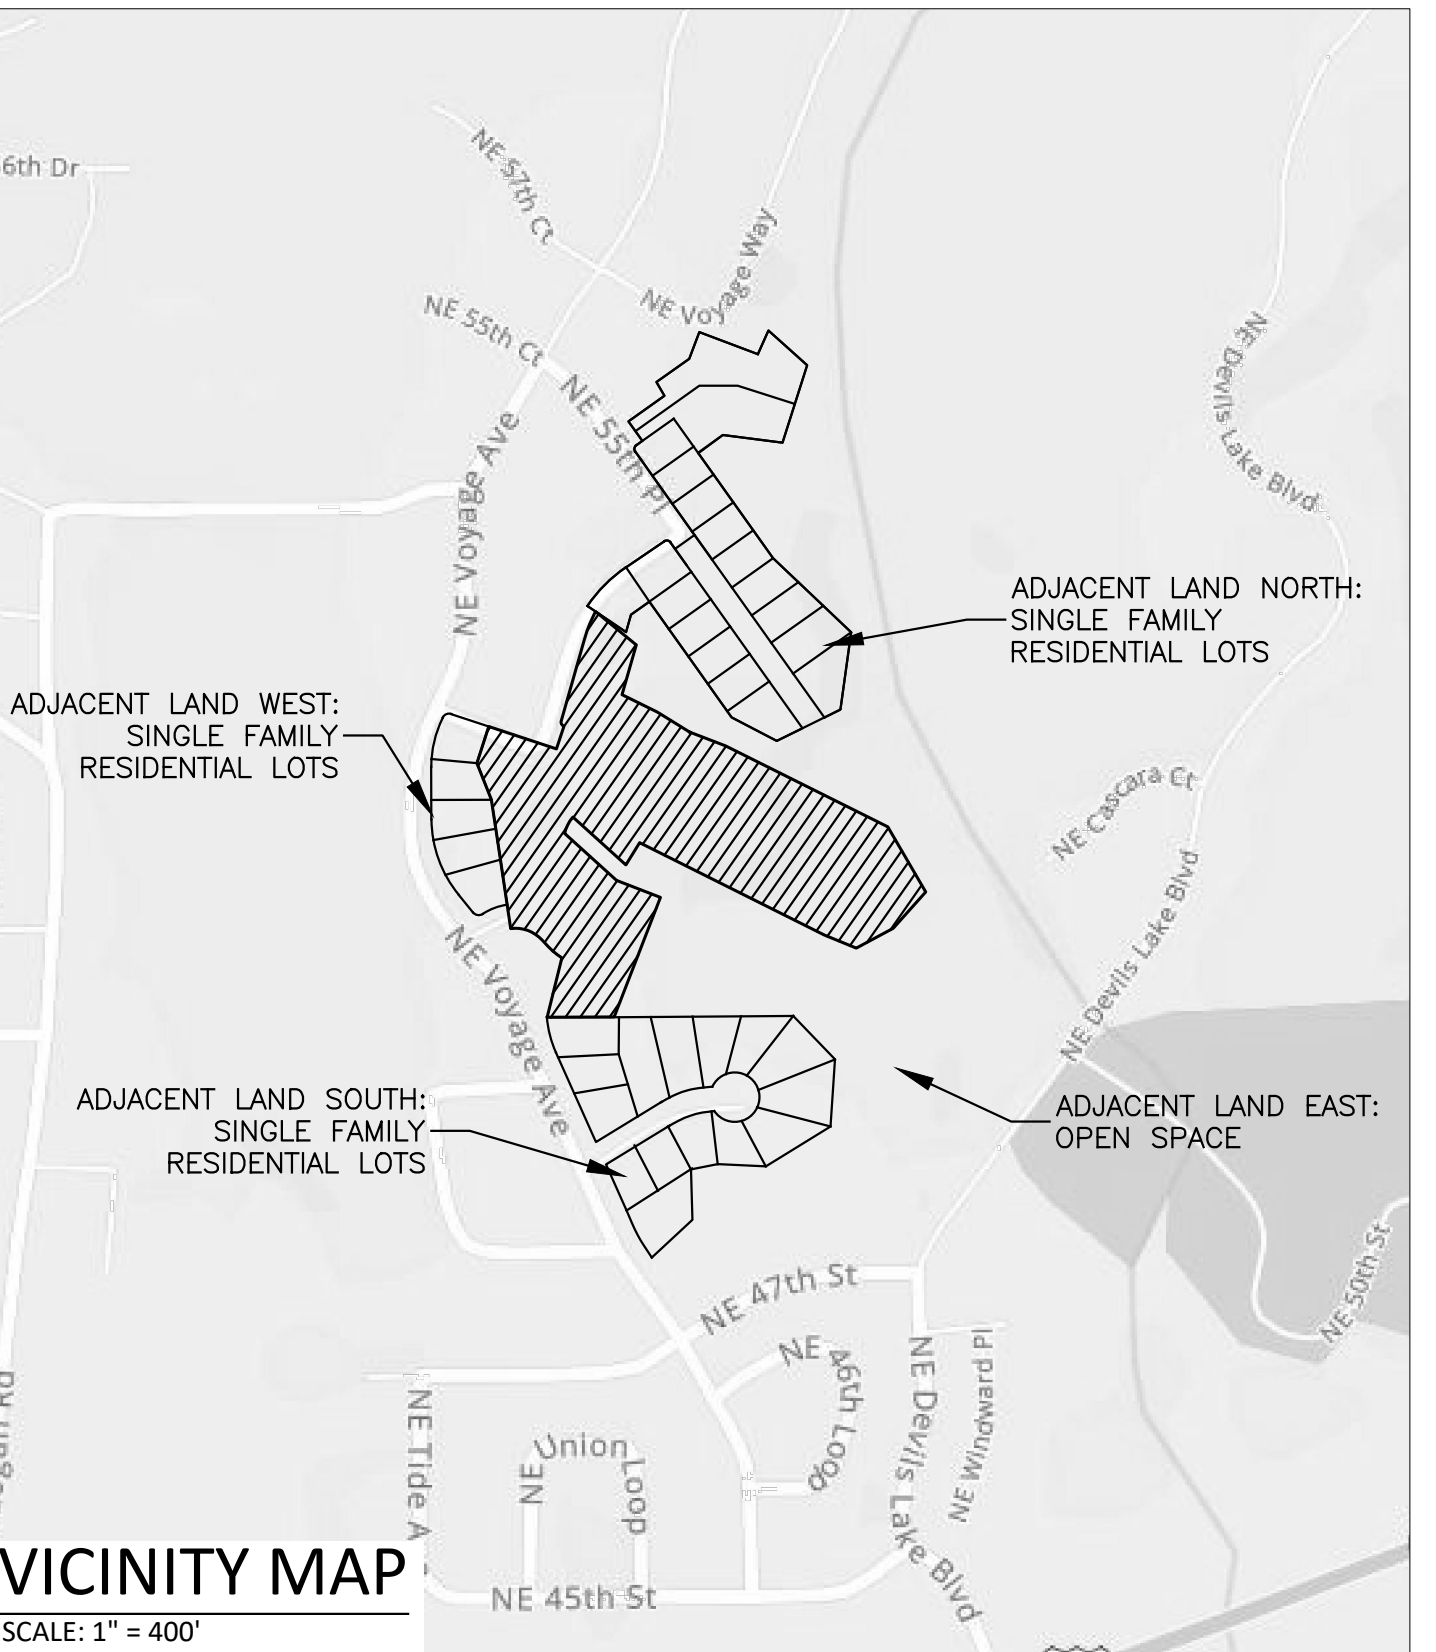 6th Dr
NE 57th Ct
NE Voyage Way
NE 55th Ct
NE 55th Pl
NE Voyage Ave
NE Devils Lake Blvd
ADJACENT LAND NORTH:
SINGLE FAMILY
RESIDENTIAL LOTS
ADJACENT LAND WEST:
SINGLE FAMILY
RESIDENTIAL LOTS
NE Cascara Ct
NE Devils Lake Blvd
NE Voyage Ave
ADJACENT LAND SOUTH:
SINGLE FAMILY
RESIDENTIAL LOTS
ADJACENT LAND EAST:
OPEN SPACE
NE 50th St
NE 47th St
NE 46th Loop
NE Devils Lake Blvd
NE Windward Pl
NE Tide A
NE Union Loop
NE 45th St
VICINITY MAP
SCALE: 1" = 400'